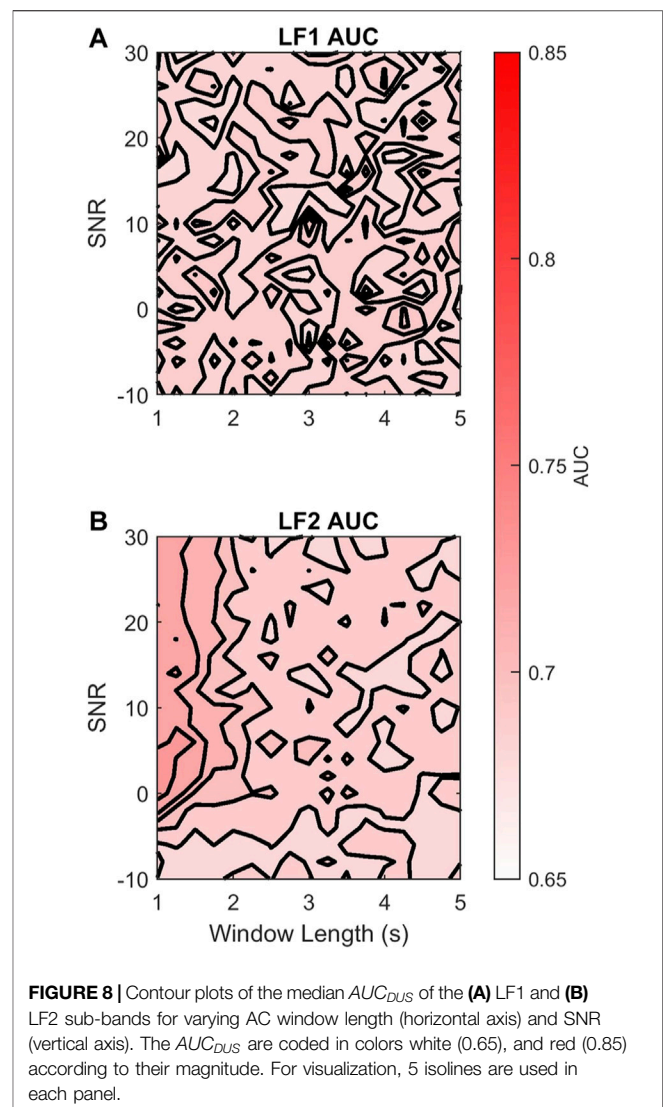 A
LF1 AUC
30
20
10
0
-10
SNR
1 2 3 4 5
B
LF2 AUC
30
20
10
0
-10
SNR
1 2 3 4 5
Window Length (s)
0.85
0.8
0.75
0.7
0.65
AUC
FIGURE 8 | Contour plots of the median AUC_DUS of the (A) LF1 and (B)
LF2 sub-bands for varying AC window length (horizontal axis) and SNR
(vertical axis). The AUC_DUS are coded in colors white (0.65), and red (0.85)
according to their magnitude. For visualization, 5 isolines are used in
each panel.